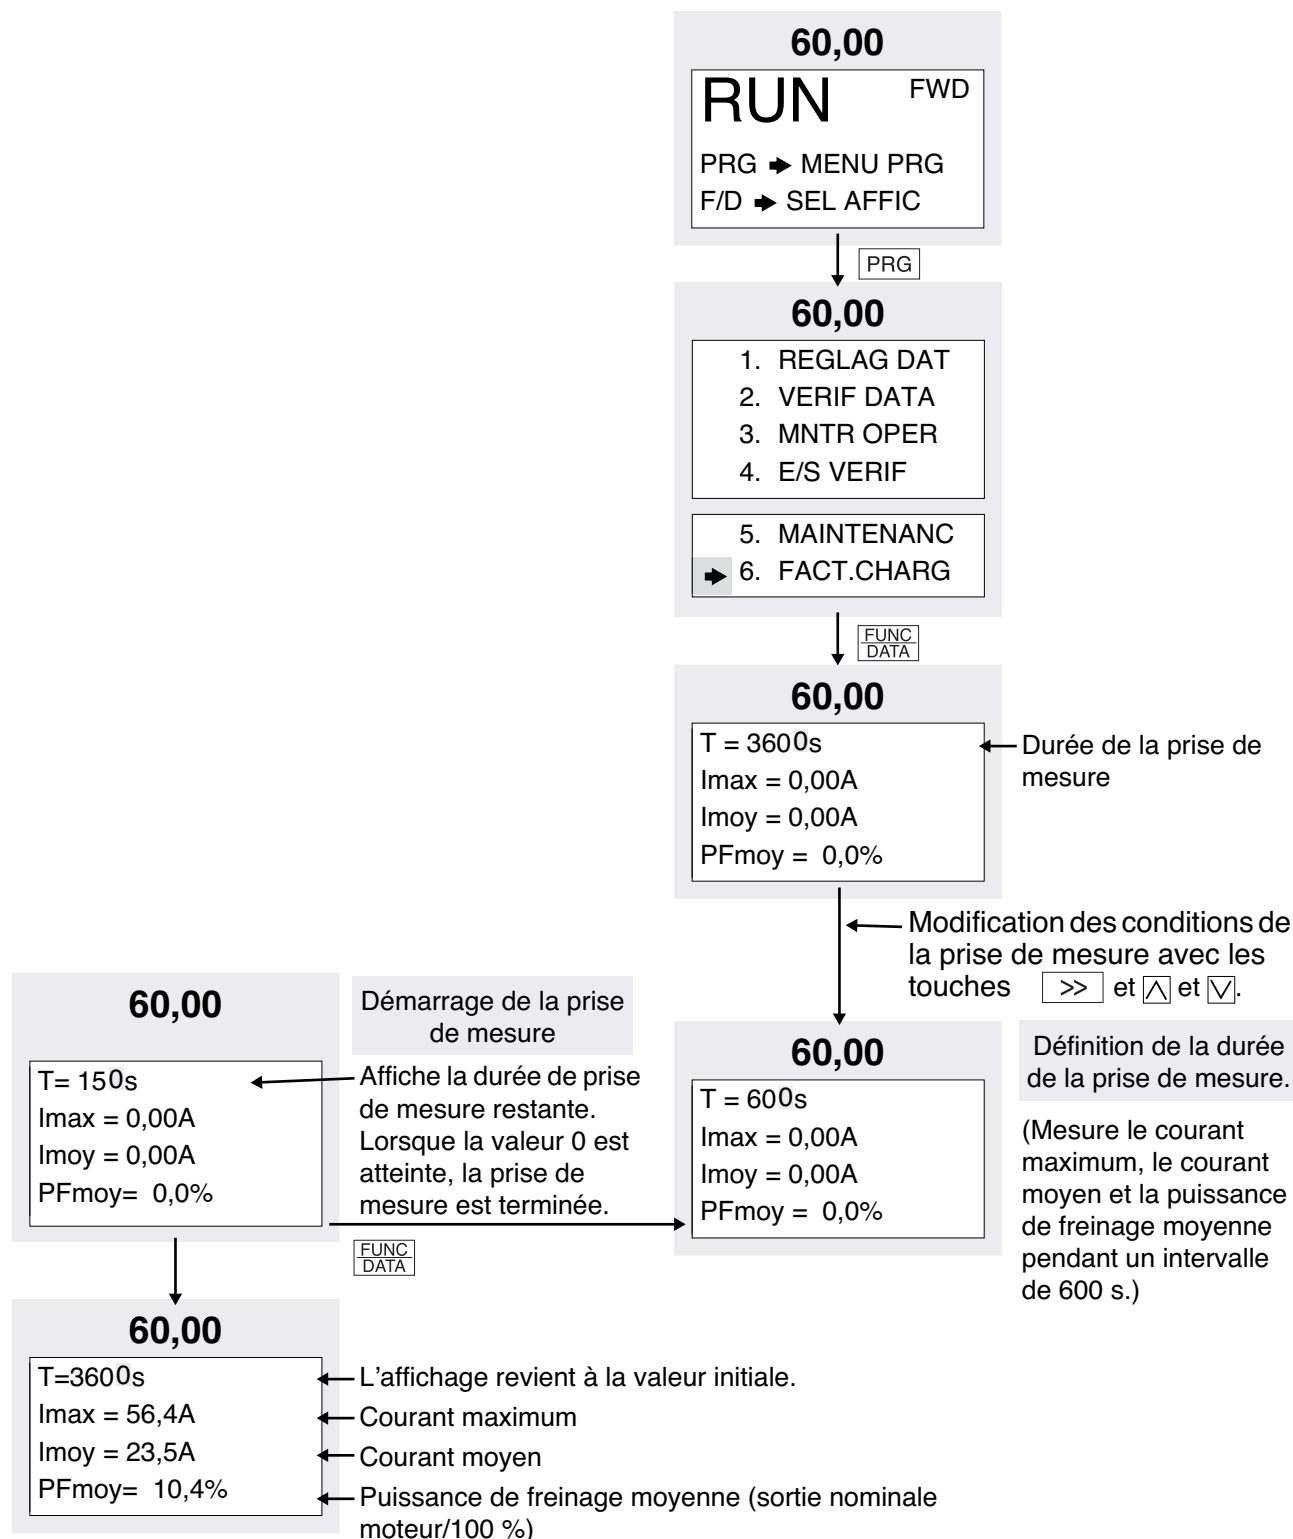 60,00
RUN FWD
PRG ➡ MENU PRG
F/D ➡ SEL AFFIC
PRG
60,00
1. REGLAG DAT
2. VERIF DATA
3. MNTR OPER
4. E/S VERIF
5. MAINTENANC
➡ 6. FACT.CHARG
FUNC
DATA
60,00
T = 3600s
Imax = 0,00A
Imoy = 0,00A
PFmoy = 0,0%
Durée de la prise de
mesure
Modification des conditions de
la prise de mesure avec les
touches >> et ∧ et ∨.
60,00
T = 600s
Imax = 0,00A
Imoy = 0,00A
PFmoy = 0,0%
Définition de la durée
de la prise de mesure.
(Mesure le courant
maximum, le courant
moyen et la puissance
de freinage moyenne
pendant un intervalle
de 600 s.)
60,00
T= 150s
Imax = 0,00A
Imoy = 0,00A
PFmoy= 0,0%
Démarrage de la prise
de mesure
Affiche la durée de prise
de mesure restante.
Lorsque la valeur 0 est
atteinte, la prise de
mesure est terminée.
FUNC
DATA
60,00
T=3600s
Imax = 56,4A
Imoy = 23,5A
PFmoy= 10,4%
L'affichage revient à la valeur initiale.
Courant maximum
Courant moyen
Puissance de freinage moyenne (sortie nominale
moteur/100 %)